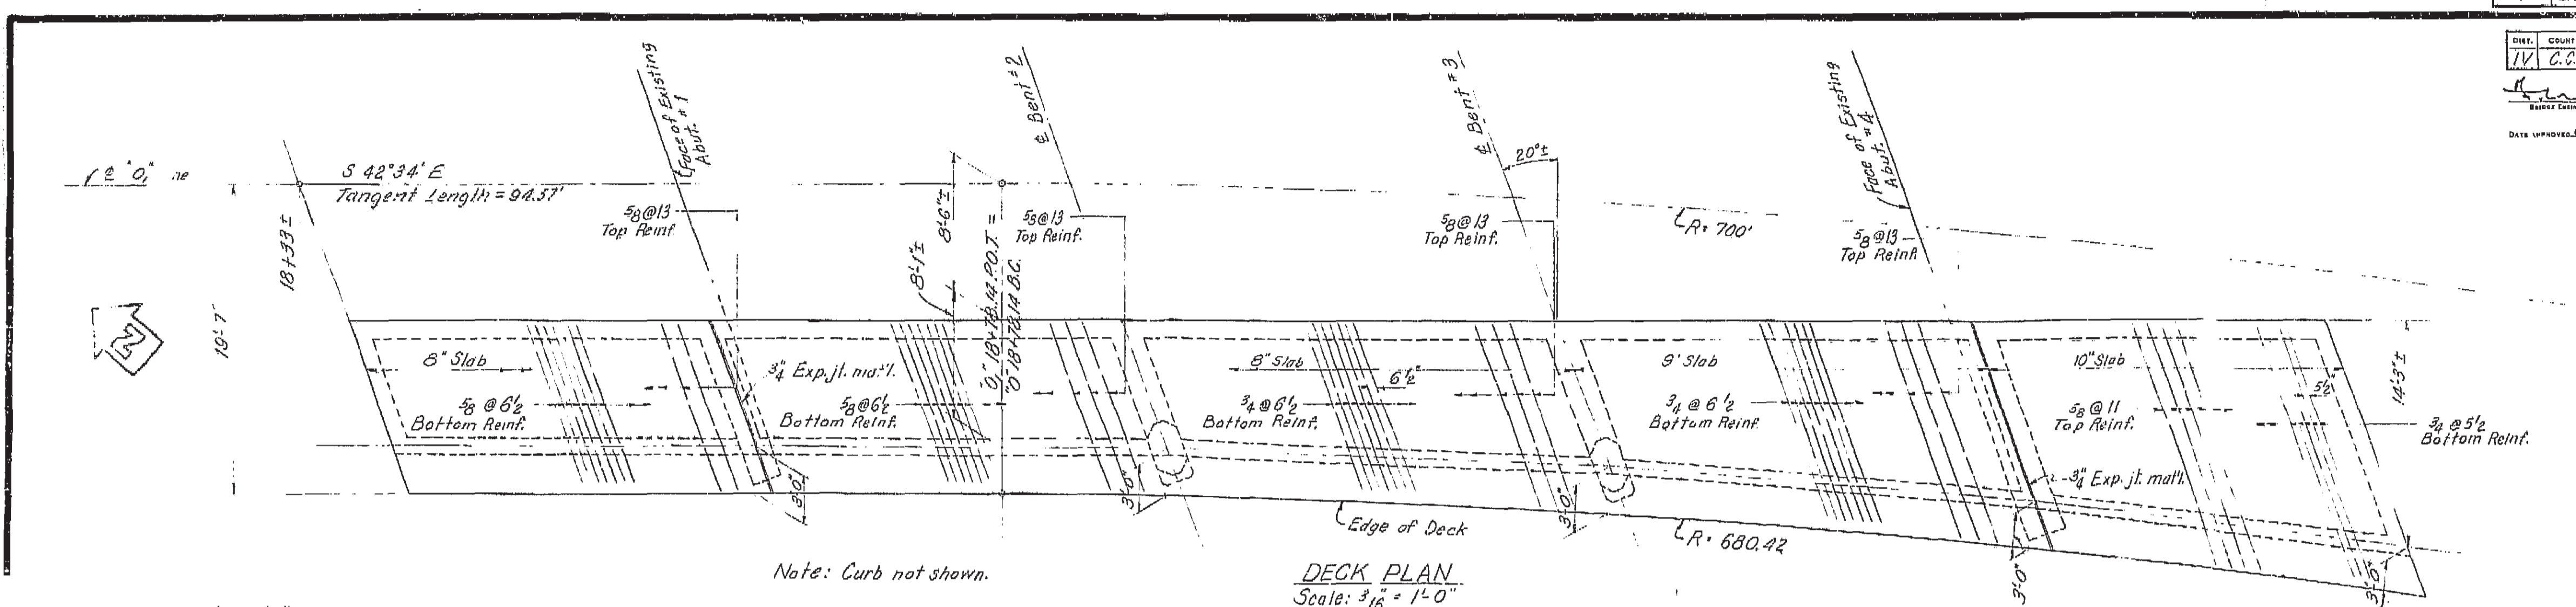 DIST.
COUNT
IV
C.C.
BRIDGE ENGIN
DATE APPROVED
Face of Existing
Abut. #1
℄ Bent #2
℄ Bent #3
Face of Existing
Abut. #4
20°±
S 42°34' E
Tangent Length = 94.57'
18+33±
19'-7"
5/8@13
Top Reinf.
8'-6"±
8'-1"±
5/8@13
Top Reinf.
5/8@13
Top Reinf.
R= 700'
5/8@13
Top Reinf.
P.O.T. =
B.C.
N
8" Slab
5/8 @ 6 1/2
Bottom Reinf.
3/4 Exp. jt. mat'l.
5/8 @ 6 1/2
Bottom Reinf.
8" Slab
6 1/2"
3/4 @ 6 1/2
Bottom Reinf.
9" Slab
3/4 @ 6 1/2
Bottom Reinf.
10" Slab
5/8 @ 11
Top Reinf.
5 1/2"
14'-3"±
3/4 @ 5 1/2
Bottom Reinf.
3/4" Exp. jt. mat'l.
3'-0"
3'-0"
3'-0"
3'-0"
3'-0"
Edge of Deck
R= 680.42
Note: Curb not shown.
DECK PLAN
Scale: 3/16" = 1'-0"